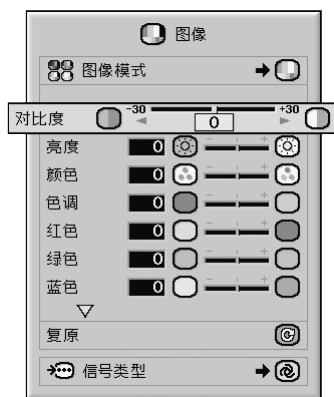 图像
图像模式
对比度 -30 0 +30
亮度 0 - +
颜色 0 - +
色调 0 - +
红色 0 - +
绿色 0 - +
蓝色 0 - +
复原
信号类型